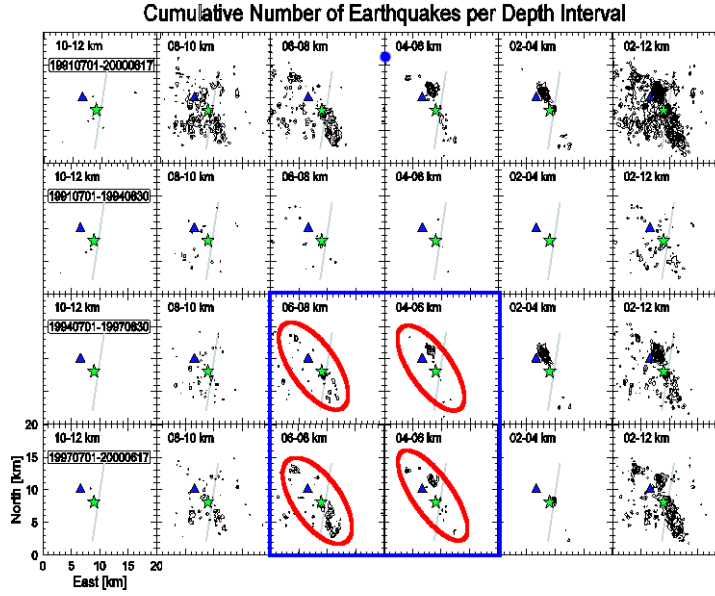 Cumulative Number of Earthquakes per Depth Interval
10-12 km 08-10 km 06-08 km 04-06 km 02-04 km 02-12 km
19910701-20000617
10-12 km 08-10 km 06-08 km 04-06 km 02-04 km 02-12 km
19910701-19940630
10-12 km 08-10 km 06-08 km 04-06 km 02-04 km 02-12 km
19940701-19970630
20 10-12 km 08-10 km 06-08 km 04-06 km 02-04 km 02-12 km
19970701-20000617
15
North [km]
10
5
0
0 5 10 15 20
East [km]